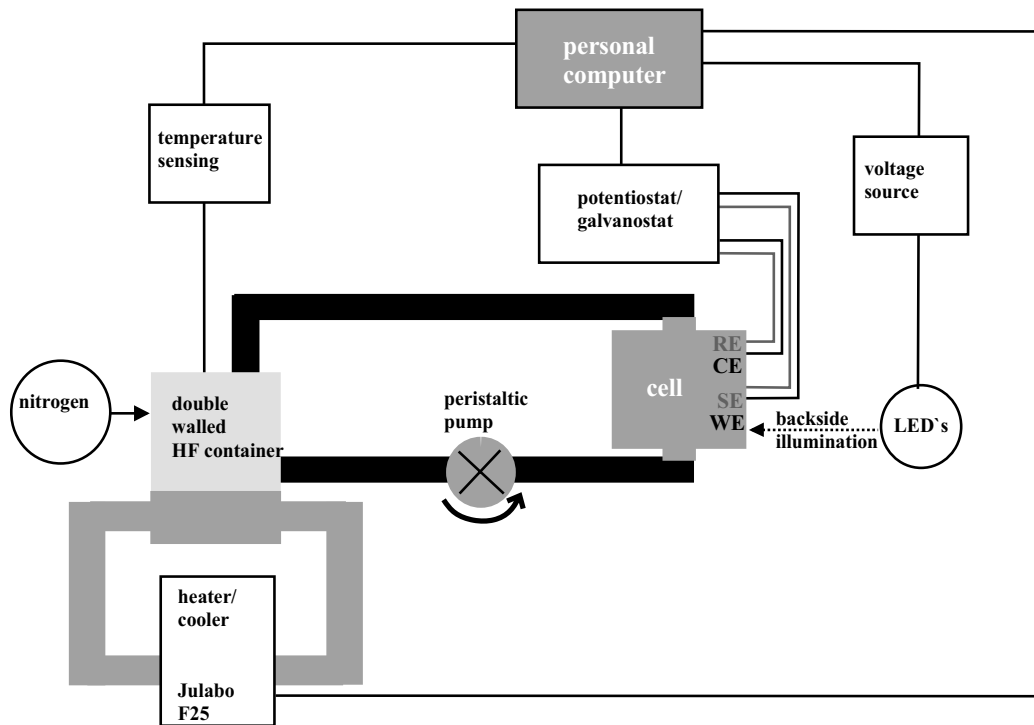 personal
computer
temperature
sensing
potentiostat/
galvanostat
voltage
source
RE
CE
cell
SE
WE
nitrogen
double
walled
HF container
peristaltic
pump
backside
illumination
LED`s
heater/
cooler
Julabo
F25